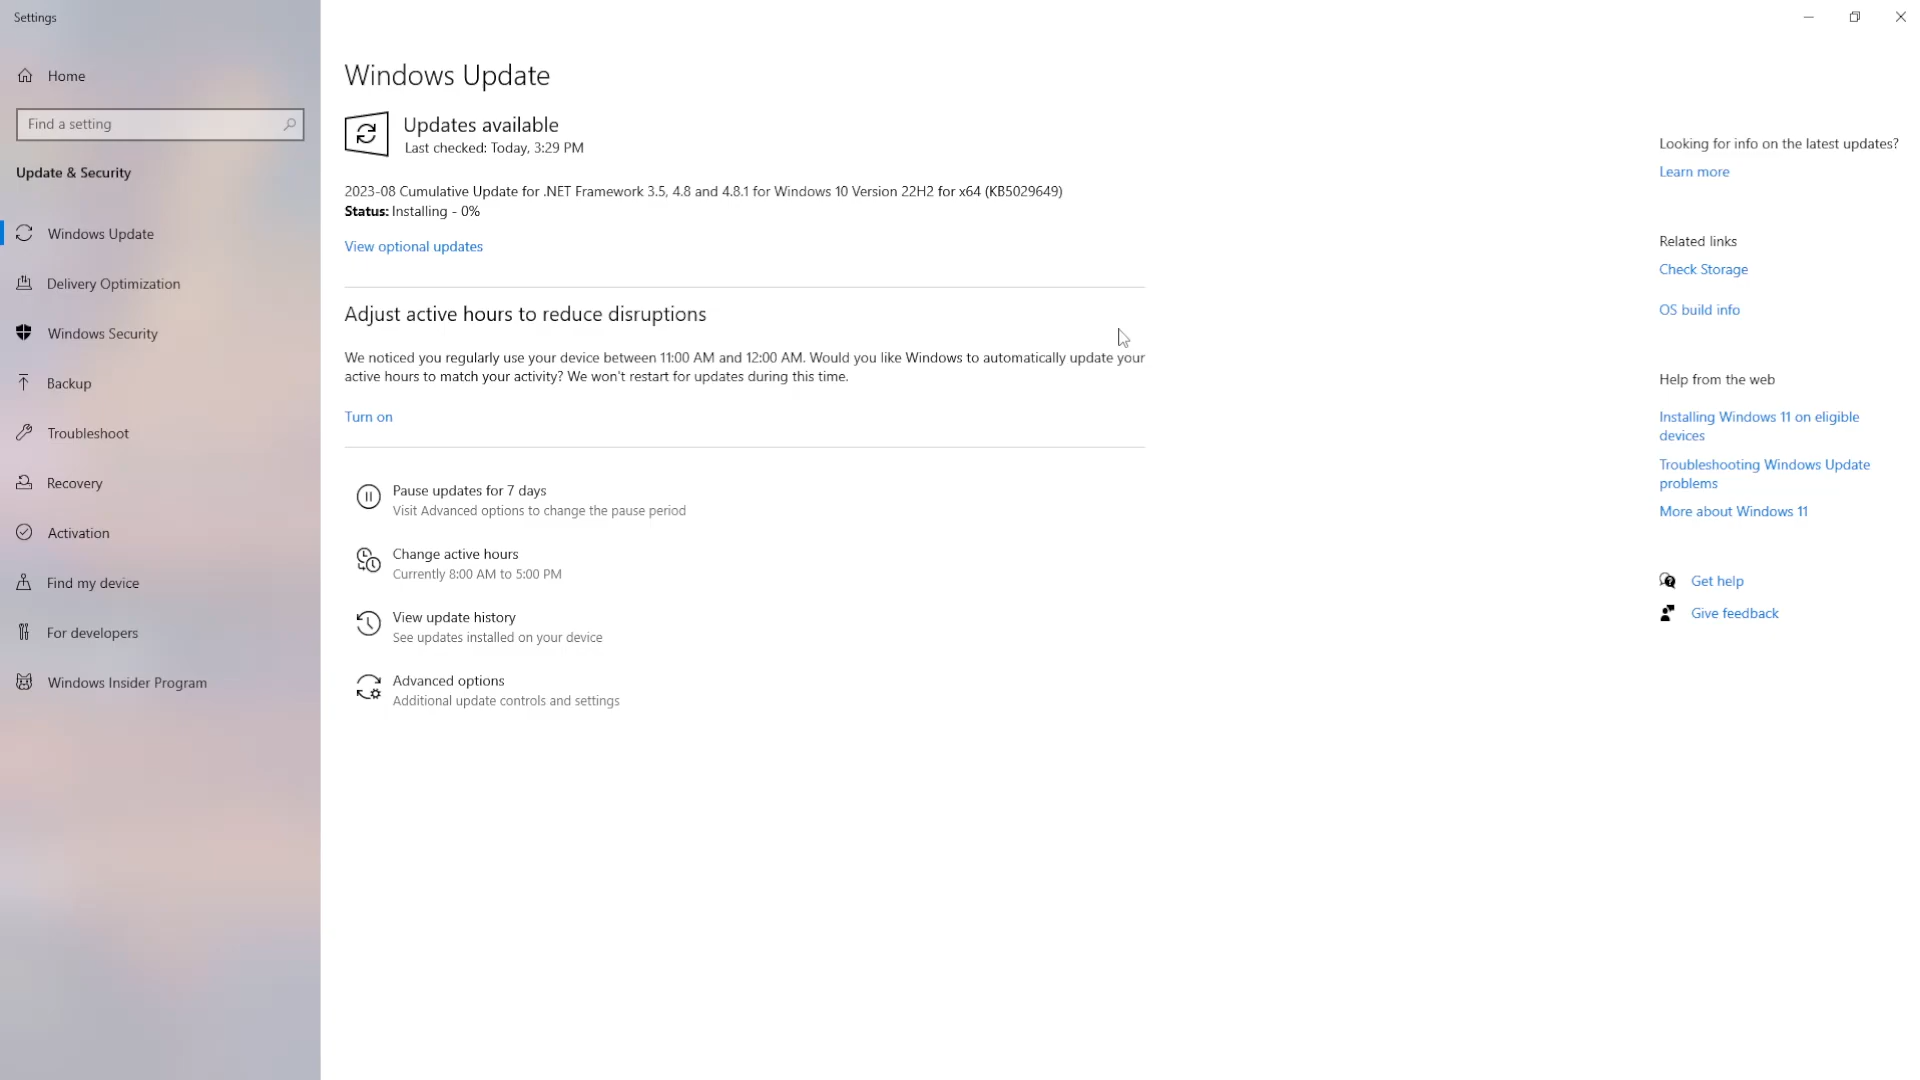 Settings
Home
Find a setting
Update & Security
Windows Update
Delivery Optimization
Windows Security
Backup
Troubleshoot
Recovery
Activation
Find my device
For developers
Windows Insider Program
Windows Update
Updates available
Last checked: Today, 3:29 PM
2023-08 Cumulative Update for .NET Framework 3.5, 4.8 and 4.8.1 for Windows 10 Version 22H2 for x64 (KB5029649)
Status: Installing - 0%
View optional updates
Adjust active hours to reduce disruptions
We noticed you regularly use your device between 11:00 AM and 12:00 AM. Would you like Windows to automatically update your
active hours to match your activity? We won't restart for updates during this time.
Turn on
Pause updates for 7 days
Visit Advanced options to change the pause period
Change active hours
Currently 8:00 AM to 5:00 PM
View update history
See updates installed on your device
Advanced options
Additional update controls and settings
Looking for info on the latest updates?
Learn more
Related links
Check Storage
OS build info
Help from the web
Installing Windows 11 on eligible
devices
Troubleshooting Windows Update
problems
More about Windows 11
Get help
Give feedback